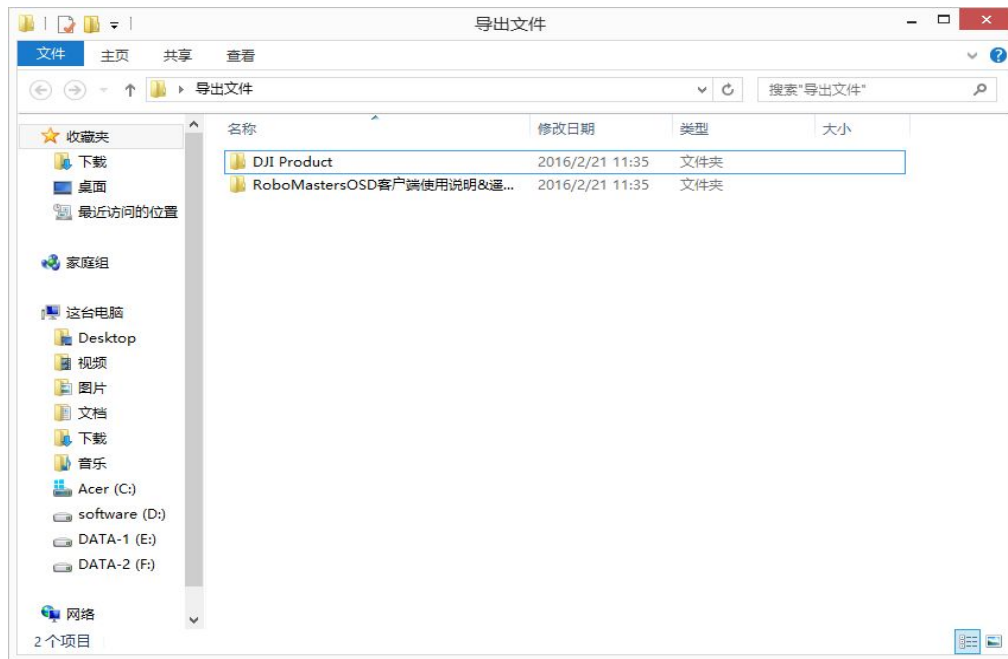 导出文件
文件 主页 共享 查看
导出文件 搜索"导出文件"
名称 修改日期 类型 大小
收藏夹
下载
桌面
最近访问的位置
家庭组
这台电脑
Desktop
视频
图片
文档
下载
音乐
Acer (C:)
software (D:)
DATA-1 (E:)
DATA-2 (F:)
网络
DJI Product 2016/2/21 11:35 文件夹
RoboMastersOSD客户端使用说明&遥... 2016/2/21 11:35 文件夹
2 个项目